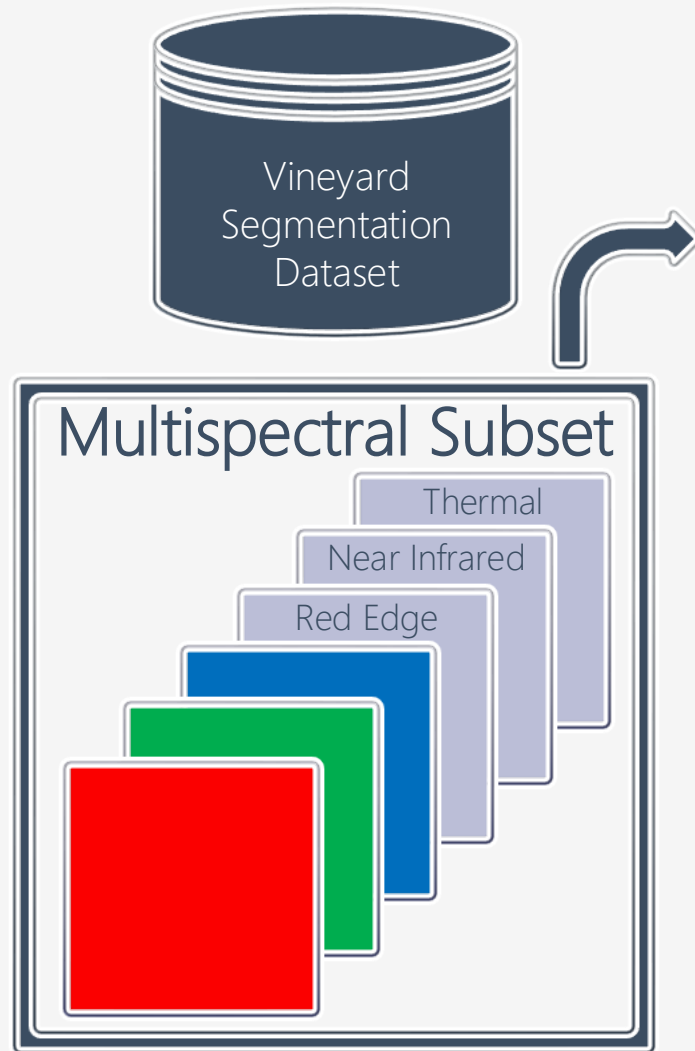 Vineyard
Segmentation
Dataset
Multispectral Subset
Thermal
Near Infrared
Red Edge